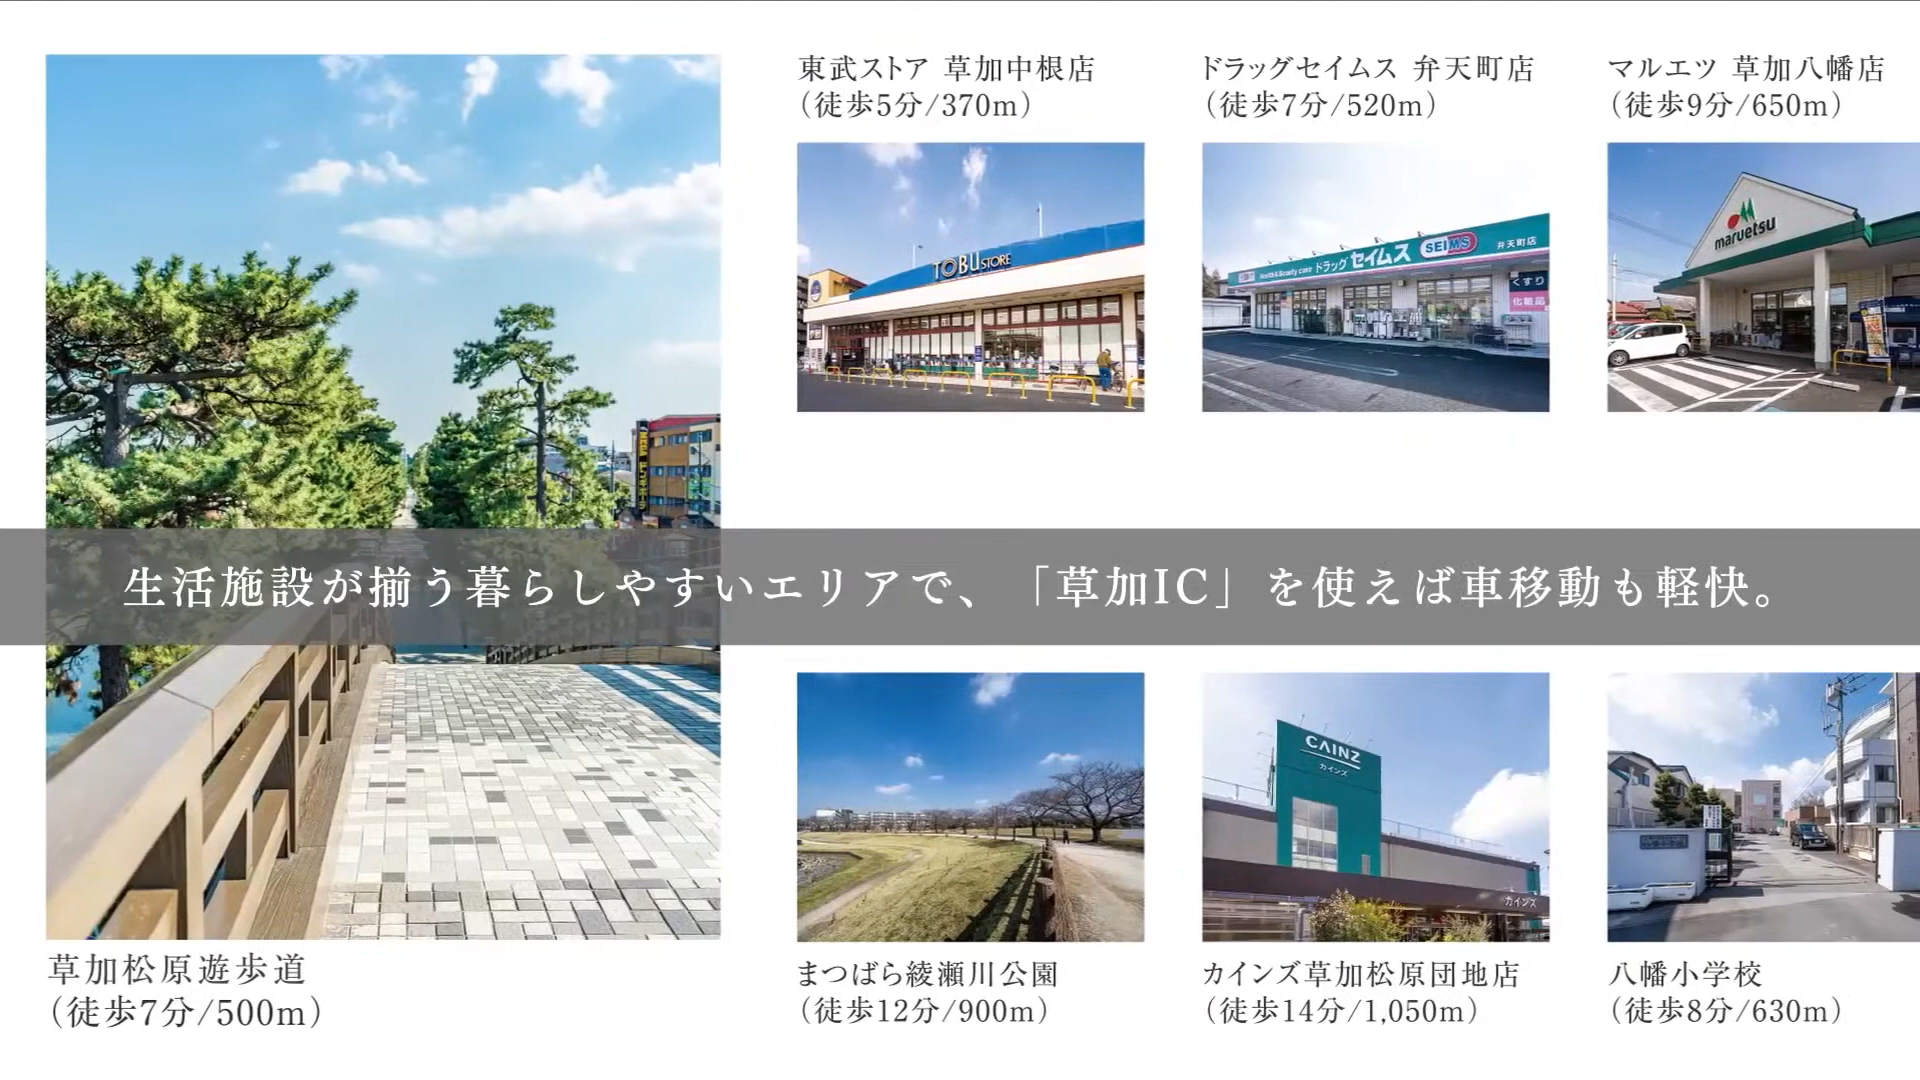 東武ストア 草加中根店
(徒歩5分/370m)
ドラッグセイムス 弁天町店
(徒歩7分/520m)
マルエツ 草加八幡店
(徒歩9分/650m)
TOBU STORE
Health&Beauty care ドラッグセイムス SEIMS 弁天町店
くすり
化粧品
maruetsu
生活施設が揃う暮らしやすいエリアで、「草加IC」を使えば車移動も軽快。
CAINZ
カインズ
カインズ
草加松原遊歩道
(徒歩7分/500m)
まつばら綾瀬川公園
(徒歩12分/900m)
カインズ草加松原団地店
(徒歩14分/1,050m)
八幡小学校
(徒歩8分/630m)